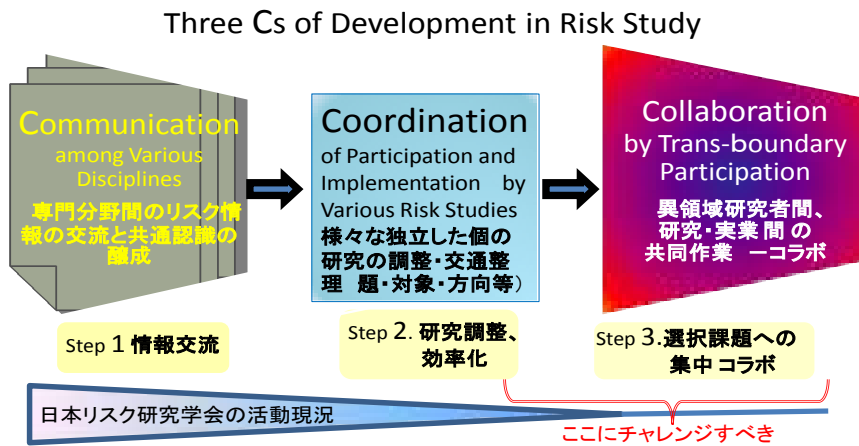 Three Cs of Development in Risk Study
Communication
among Various
Disciplines
専門分野間のリスク情
報の交流と共通認識の
醸成
Coordination
of Participation and
Implementation by
Various Risk Studies
様々な独立した個の
研究の調整・交通整
理 題・対象・方向等）
Collaboration
by Trans-boundary
Participation
異領域研究者間、
研究・実業間の
共同作業 ーコラボ
Step 1 情報交流
Step 2. 研究調整、
効率化
Step 3.選択課題への
集中 コラボ
日本リスク研究学会の活動現況
ここにチャレンジすべき